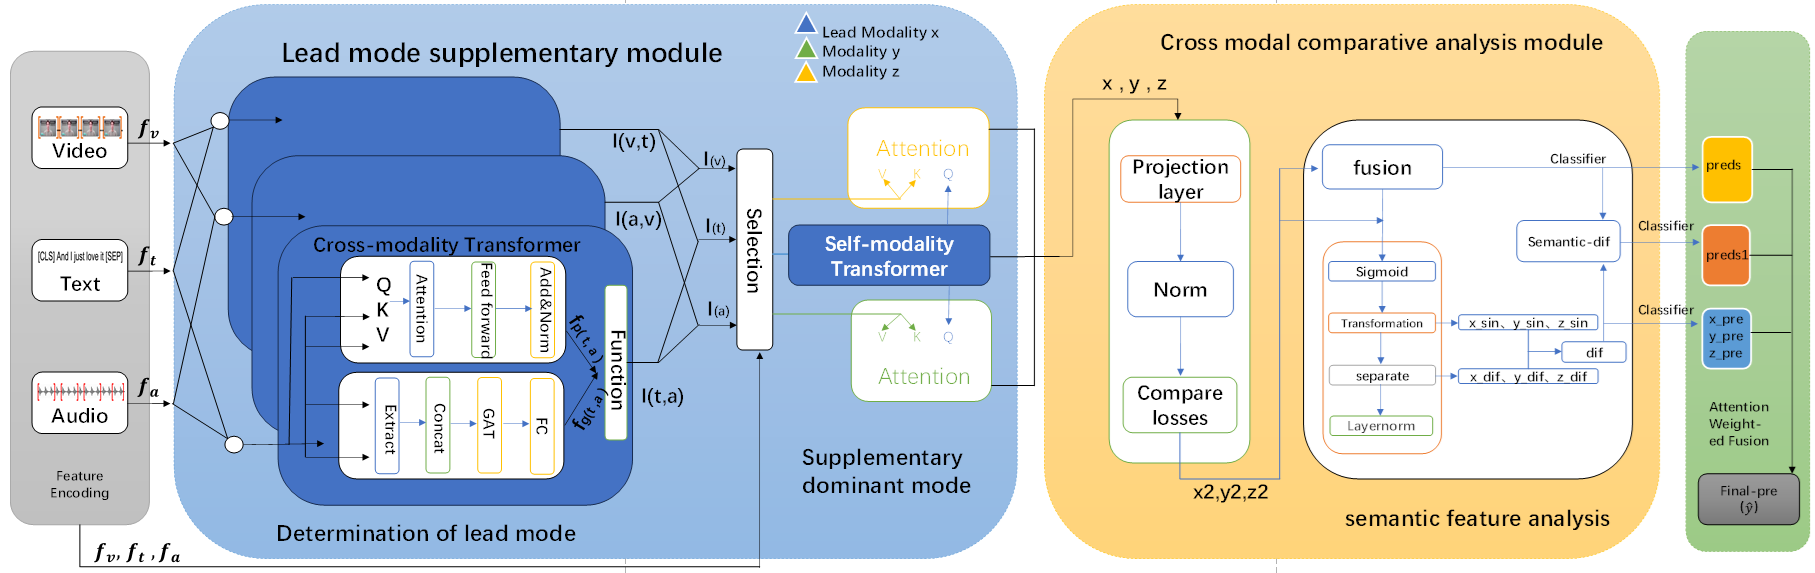 Lead mode supplementary module
Lead Modality x
Modality y
Modality z
Cross modal comparative analysis module
Video
[CLS] And I just love it [SEP]
Text
Audio
Feature
Encoding
f_v
f_t
f_a
f_v, f_t , f_a
Cross-modality Transformer
Q
K
V
Attention
Feed forward
Add&Norm
Extract
Concat
GAT
FC
fp(t, a)
fg(t, a)
Function
I(v,t)
I(a,v)
I(t,a)
I(v)
I(t)
I(a)
Selection
Determination of lead mode
Attention
V K Q
Self-modality
Transformer
V K Q
Attention
Supplementary
dominant mode
x , y , z
Projection
layer
Norm
Compare
losses
x2,y2,z2
fusion
Sigmoid
Transformation
separate
Layernorm
x_sin、y_sin、z_sin
dif
x_dif、y_dif、z_dif
Semantic-dif
semantic feature analysis
Classifier
Classifier
Classifier
preds
preds1
x_pre
y_pre
z_pre
Attention
Weight-
ed Fusion
Final-pre
(ŷ)